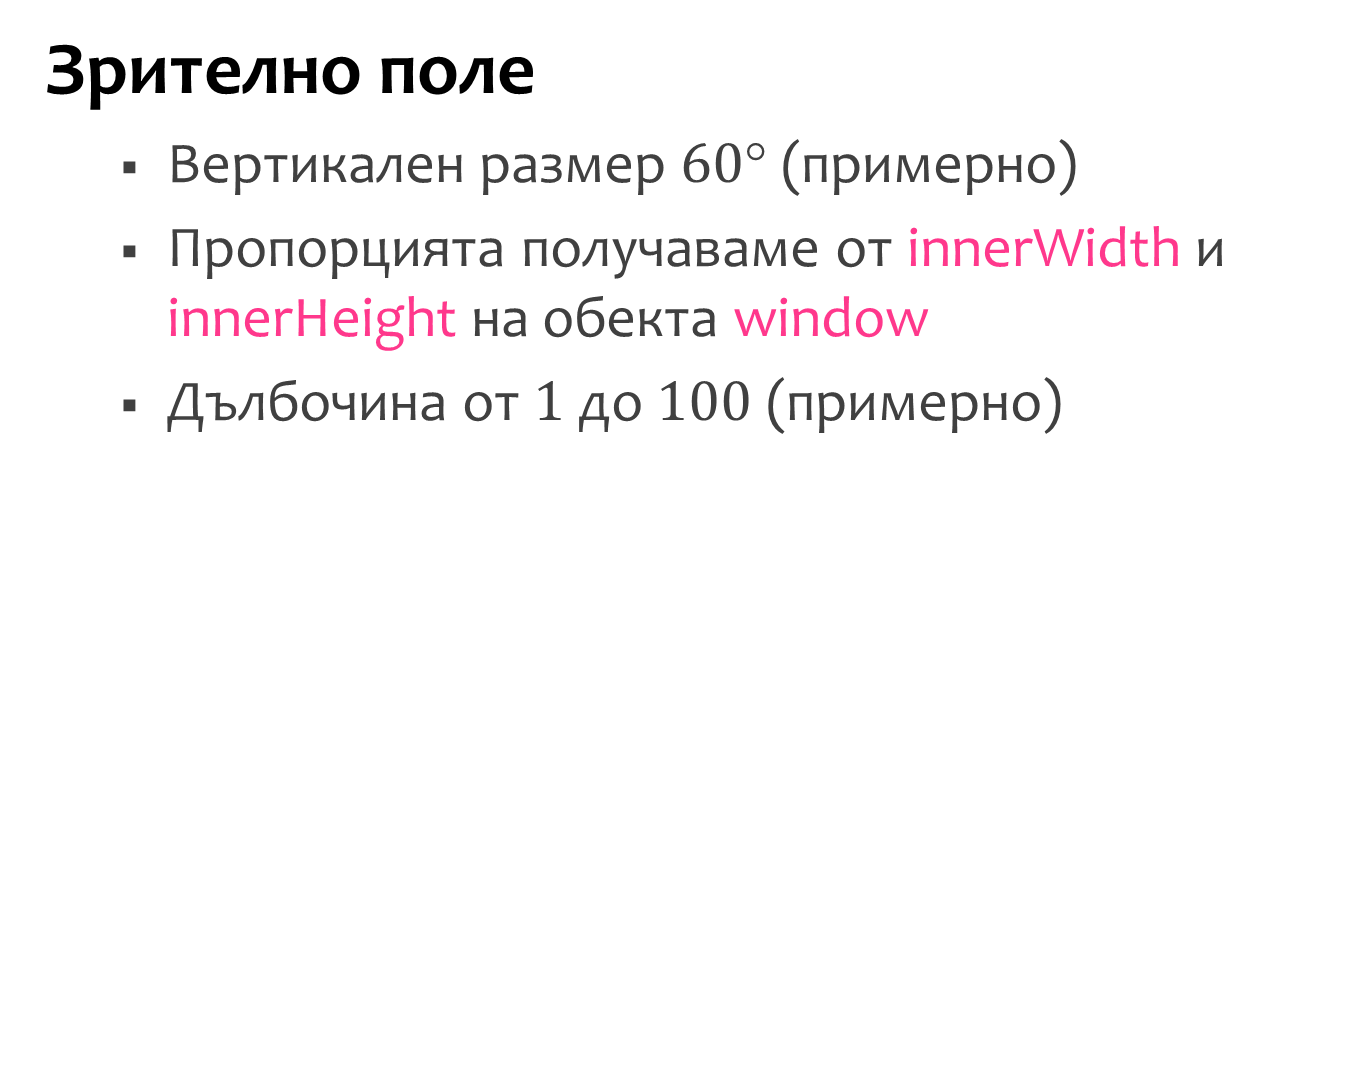 Зрително поле
▪ Вертикален размер 60° (примерно)
▪ Пропорцията получаваме от innerWidth и
innerHeight на обекта window
▪ Дълбочина от 1 до 100 (примерно)